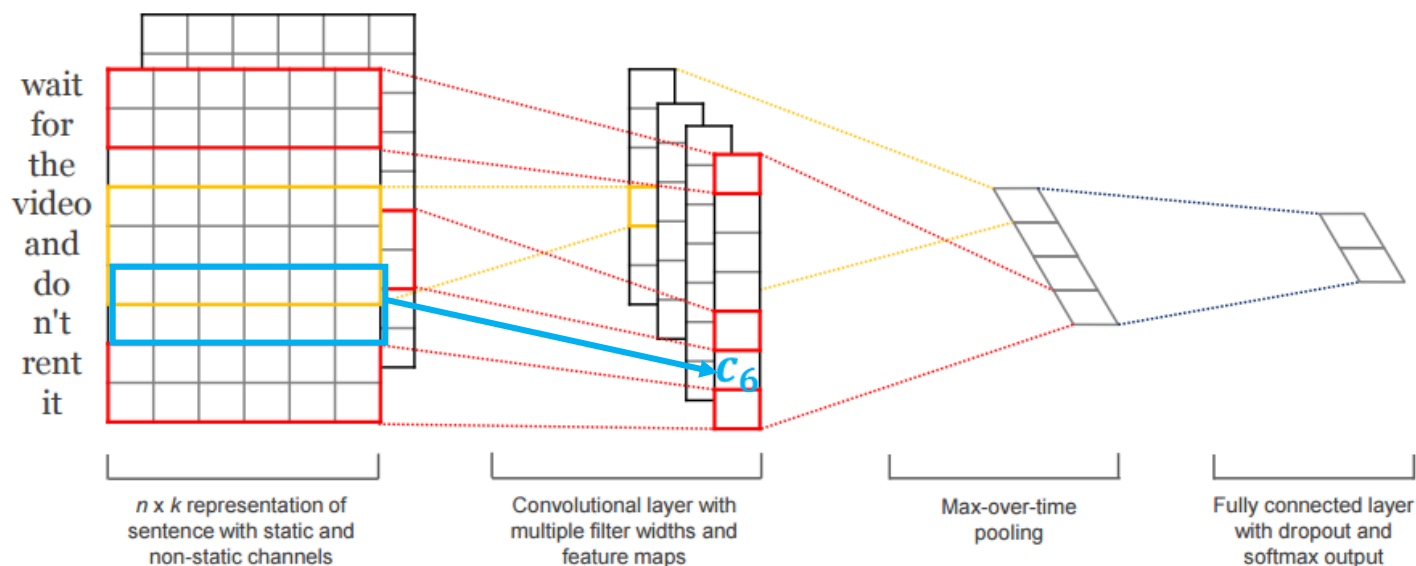 wait
for
the
video
and
do
n't
rent
it
c₆
n x k representation of
sentence with static and
non-static channels
Convolutional layer with
multiple filter widths and
feature maps
Max-over-time
pooling
Fully connected layer
with dropout and
softmax output